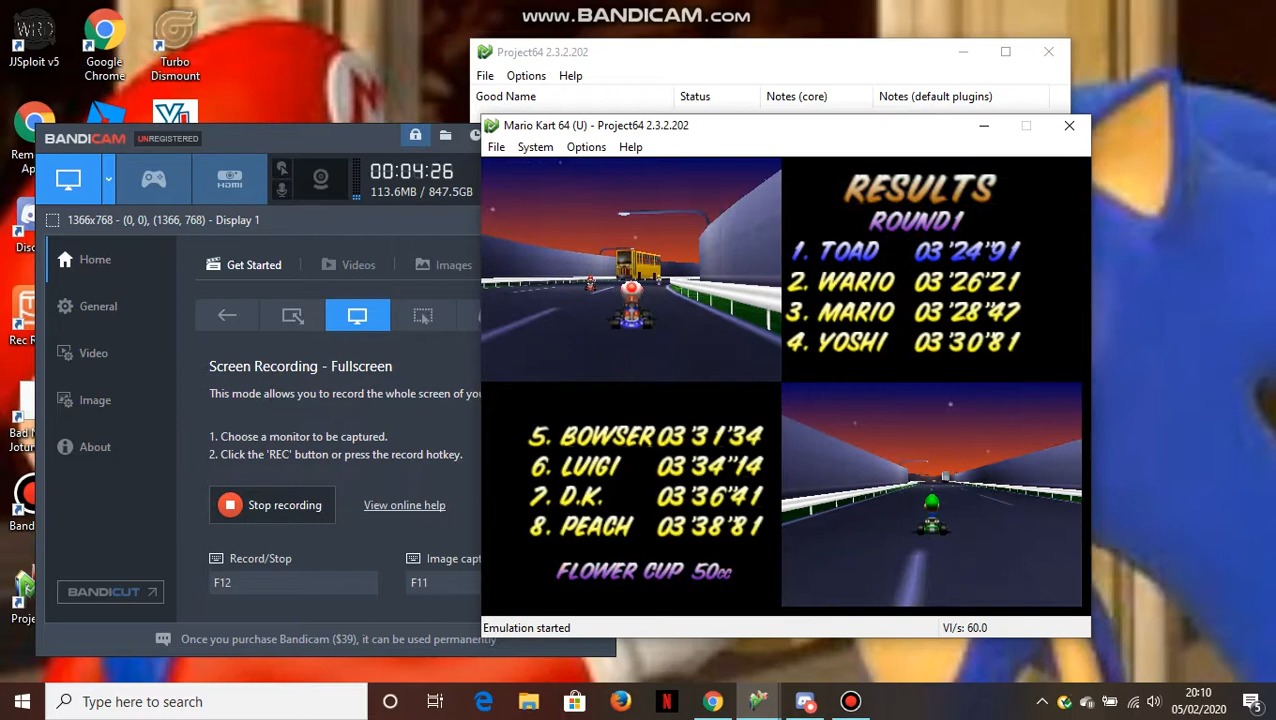 www.BANDICAM.com
JJSploit v5
Google Chrome
Turbo Dismount
Project64 2.3.2.202
File Options Help
Good Name Status Notes (core) Notes (default plugins)
BANDICAM UNREGISTERED
00:04:26
113.6MB / 847.5GB
HDMI
1366x768 - (0, 0), (1366, 768) - Display 1
Home
General
Video
Image
About
Get Started Videos Images
Screen Recording - Fullscreen
This mode allows you to record the whole screen of you
1. Choose a monitor to be captured.
2. Click the 'REC' button or press the record hotkey.
Stop recording View online help
Record/Stop Image capt
F12 F11
BANDICUT
Once you purchase Bandicam ($39), it can be used permanently
Mario Kart 64 (U) - Project64 2.3.2.202
File System Options Help
RESULTS
ROUND1
1. TOAD 03'24"91
2. WARIO 03'26"21
3. MARIO 03'28"47
4. YOSHI 03'30"81
5. BOWSER 03'31"34
6. LUIGI 03'34"14
7. D.K. 03'36"41
8. PEACH 03'38"81
FLOWER CUP 50cc
Emulation started VI/s: 60.0
Type here to search
20:10
05/02/2020
5